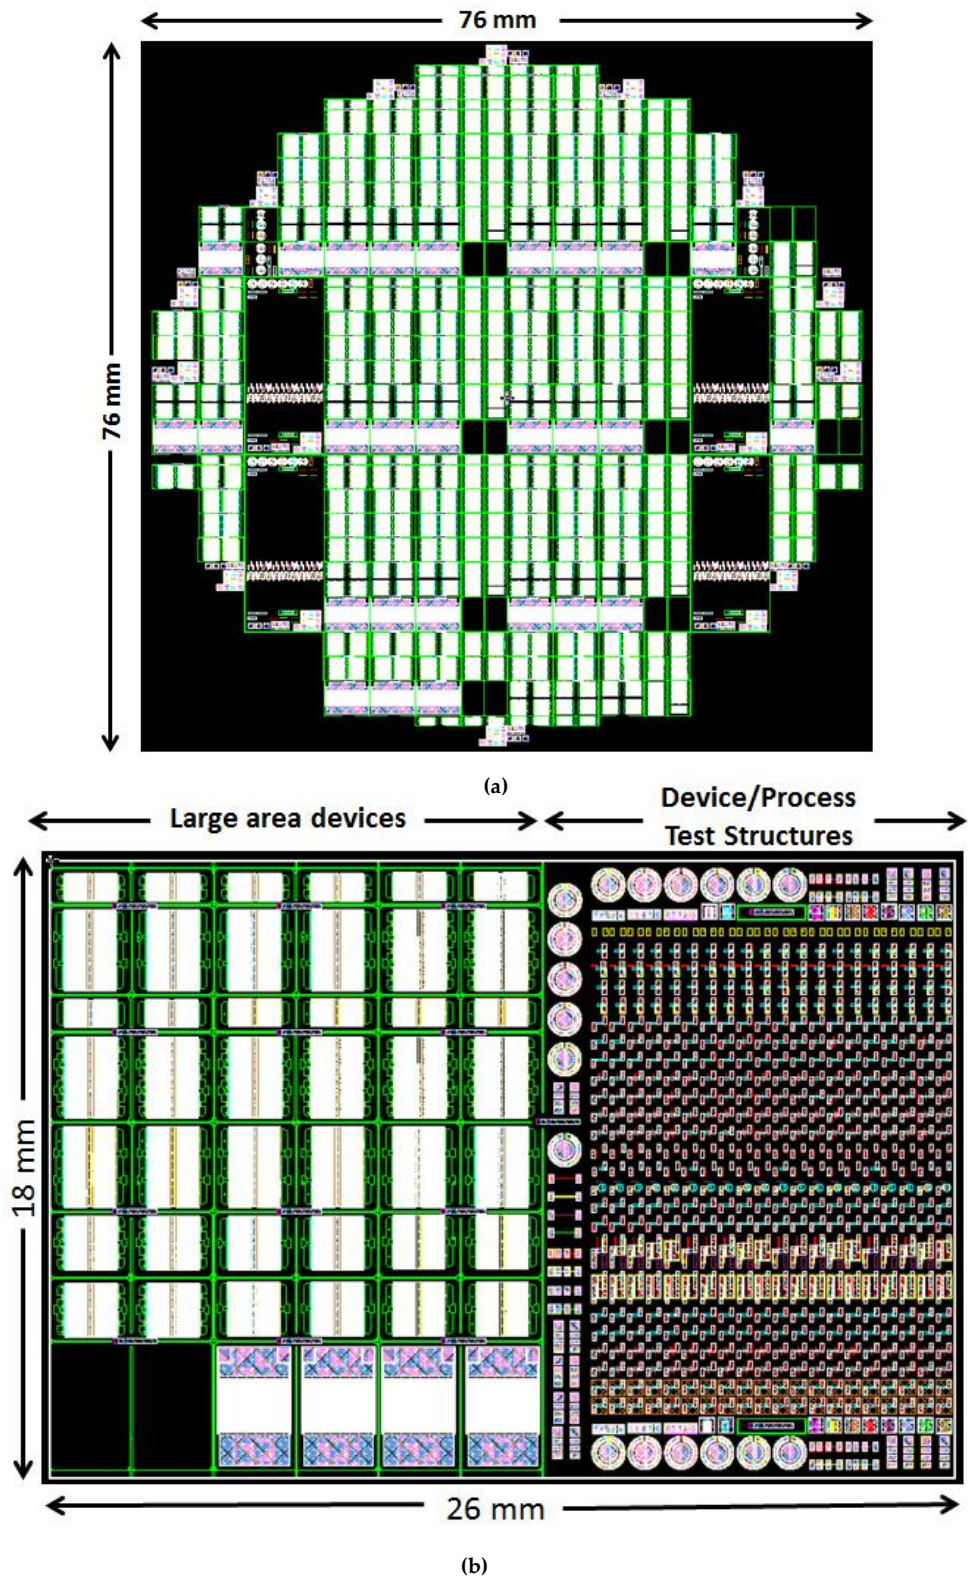 76 mm
76 mm
(a)
Large area devices
Device/Process
Test Structures
18 mm
26 mm
(b)